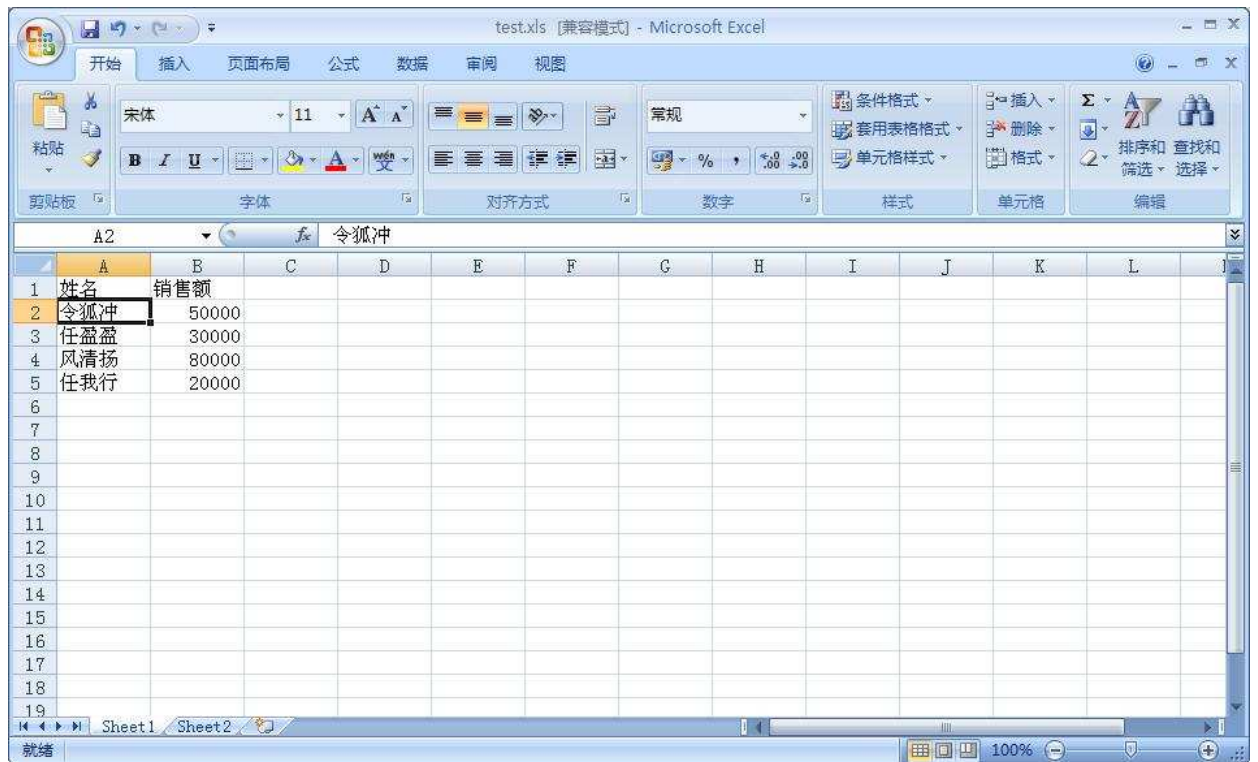 test.xls [兼容模式] - Microsoft Excel
开始 插入 页面布局 公式 数据 审阅 视图
宋体 11 A A 常规 条件格式 插入 Σ
粘贴 B I U A wén 文 % , .00 .00 套用表格格式 删除 排序和筛选 查找和选择
单元格样式 格式
剪贴板 字体 对齐方式 数字 样式 单元格 编辑
A2 fx 令狐冲
A B C D E F G H I J K L
1 姓名 销售额
2 令狐冲 50000
3 任盈盈 30000
4 风清扬 80000
5 任我行 20000
6
7
8
9
10
11
12
13
14
15
16
17
18
19
Sheet1 Sheet2
就绪 100%